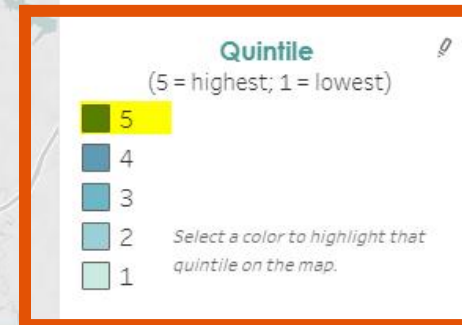 Quintile
(5 = highest; 1 = lowest)
5
4
3
2
1
Select a color to highlight that
quintile on the map.